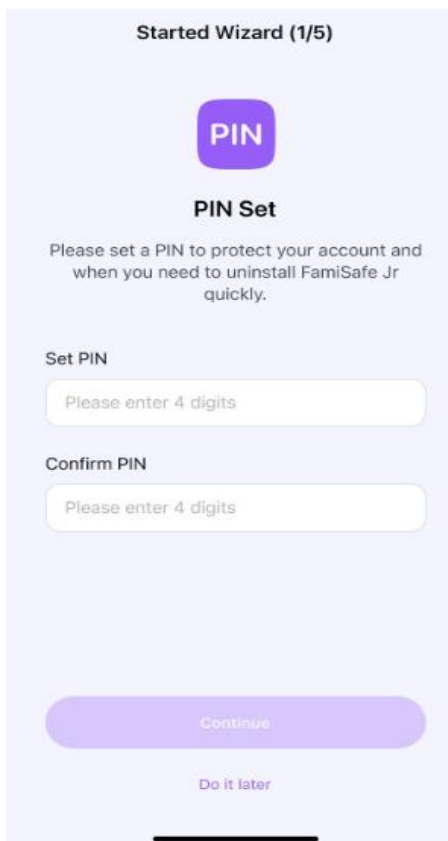 Started Wizard (1/5)
PIN
PIN Set
Please set a PIN to protect your account and
when you need to uninstall FamiSafe Jr
quickly.
Set PIN
Please enter 4 digits
Confirm PIN
Please enter 4 digits
Continue
Do it later